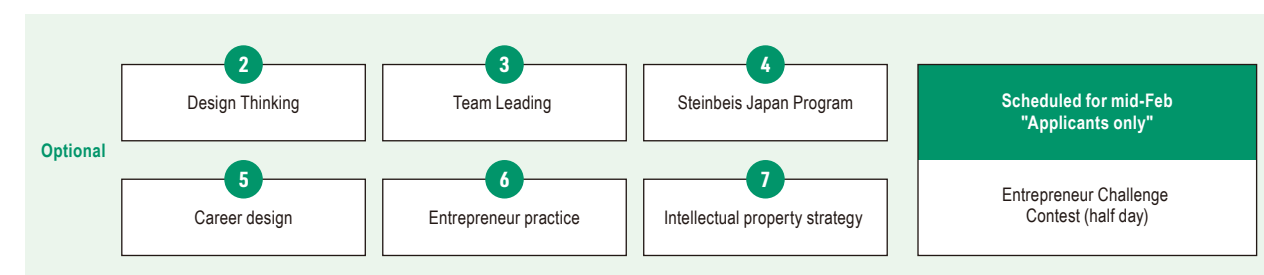 Optional
2
Design Thinking
3
Team Leading
4
Steinbeis Japan Program
5
Career design
6
Entrepreneur practice
7
Intellectual property strategy
Scheduled for mid-Feb
"Applicants only"
Entrepreneur Challenge
Contest (half day)